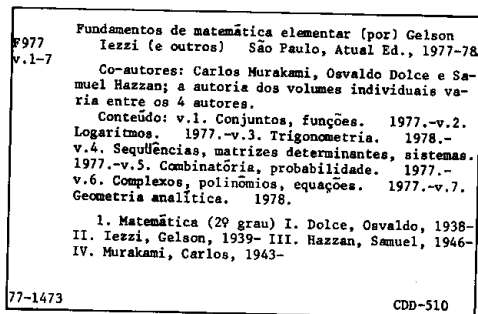 Fundamentos de matemática elementar (por) Gelson
F977 Iezzi (e outros) São Paulo, Atual Ed., 1977-78
v.1-7
Co-autores: Carlos Murakami, Osvaldo Dolce e Sa-
muel Hazzan; a autoria dos volumes individuais va-
ria entre os 4 autores.
Conteúdo: v.1. Conjuntos, funções. 1977.-v.2.
Logaritmos. 1977.-v.3. Trigonometria. 1978.-
v.4. Seqüências, matrizes determinantes, sistemas.
1977.-v.5. Combinatória, probabilidade. 1977.-
v.6. Complexos, polinômios, equações. 1977.-v.7.
Geometria analítica. 1978.
1. Matemática (2º grau) I. Dolce, Osvaldo, 1938-
II. Iezzi, Gelson, 1939- III. Hazzan, Samuel, 1946-
IV. Murakami, Carlos, 1943-
77-1473 CDD-510